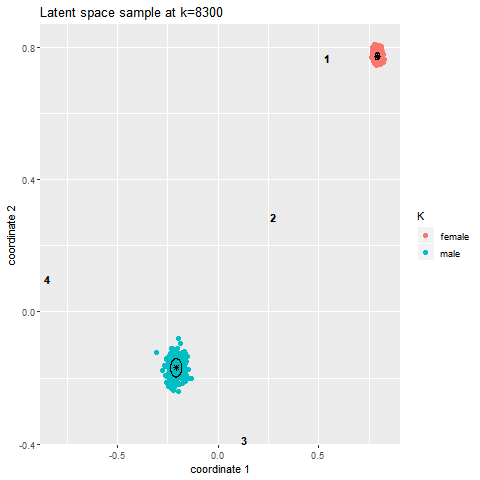 Latent space sample at k=8300
0.8
0.4
0.0
-0.4
coordinate 2
1
2
3
4
-0.5
0.0
0.5
coordinate 1
K
female
male